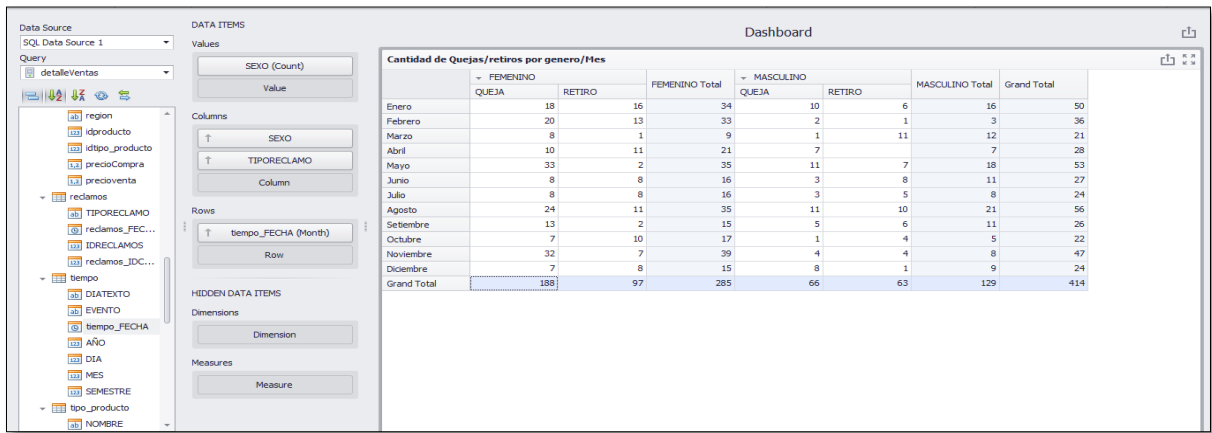 Data Source
SQL Data Source 1
Query
detalleVentas
region
idproducto
idtipo_producto
precioCompra
precioventa
reclamos
TIPORECLAMO
reclamos_FEC...
IDRECLAMOS
reclamos_IDC...
tiempo
DIATEXTO
EVENTO
tiempo_FECHA
AÑO
DIA
MES
SEMESTRE
tipo_producto
NOMBRE
DATA ITEMS
Values
SEXO (Count)
Value
Columns
SEXO
TIPORECLAMO
Column
Rows
tiempo_FECHA (Month)
Row
HIDDEN DATA ITEMS
Dimensions
Dimension
Measures
Measure
Dashboard
Cantidad de Quejas/retiros por genero/Mes
FEMENINO FEMENINO Total MASCULINO MASCULINO Total Grand Total
QUEJA RETIRO QUEJA RETIRO
Enero 18 16 34 10 6 16 50
Febrero 20 13 33 2 1 3 36
Marzo 8 1 9 1 11 12 21
Abril 10 11 21 7 7 28
Mayo 33 2 35 11 7 18 53
Junio 8 8 16 3 8 11 27
Julio 8 8 16 3 5 8 24
Agosto 24 11 35 11 10 21 56
Setiembre 13 2 15 5 6 11 26
Octubre 7 10 17 1 4 5 22
Noviembre 32 7 39 4 4 8 47
Diciembre 7 8 15 8 1 9 24
Grand Total 188 97 285 66 63 129 414